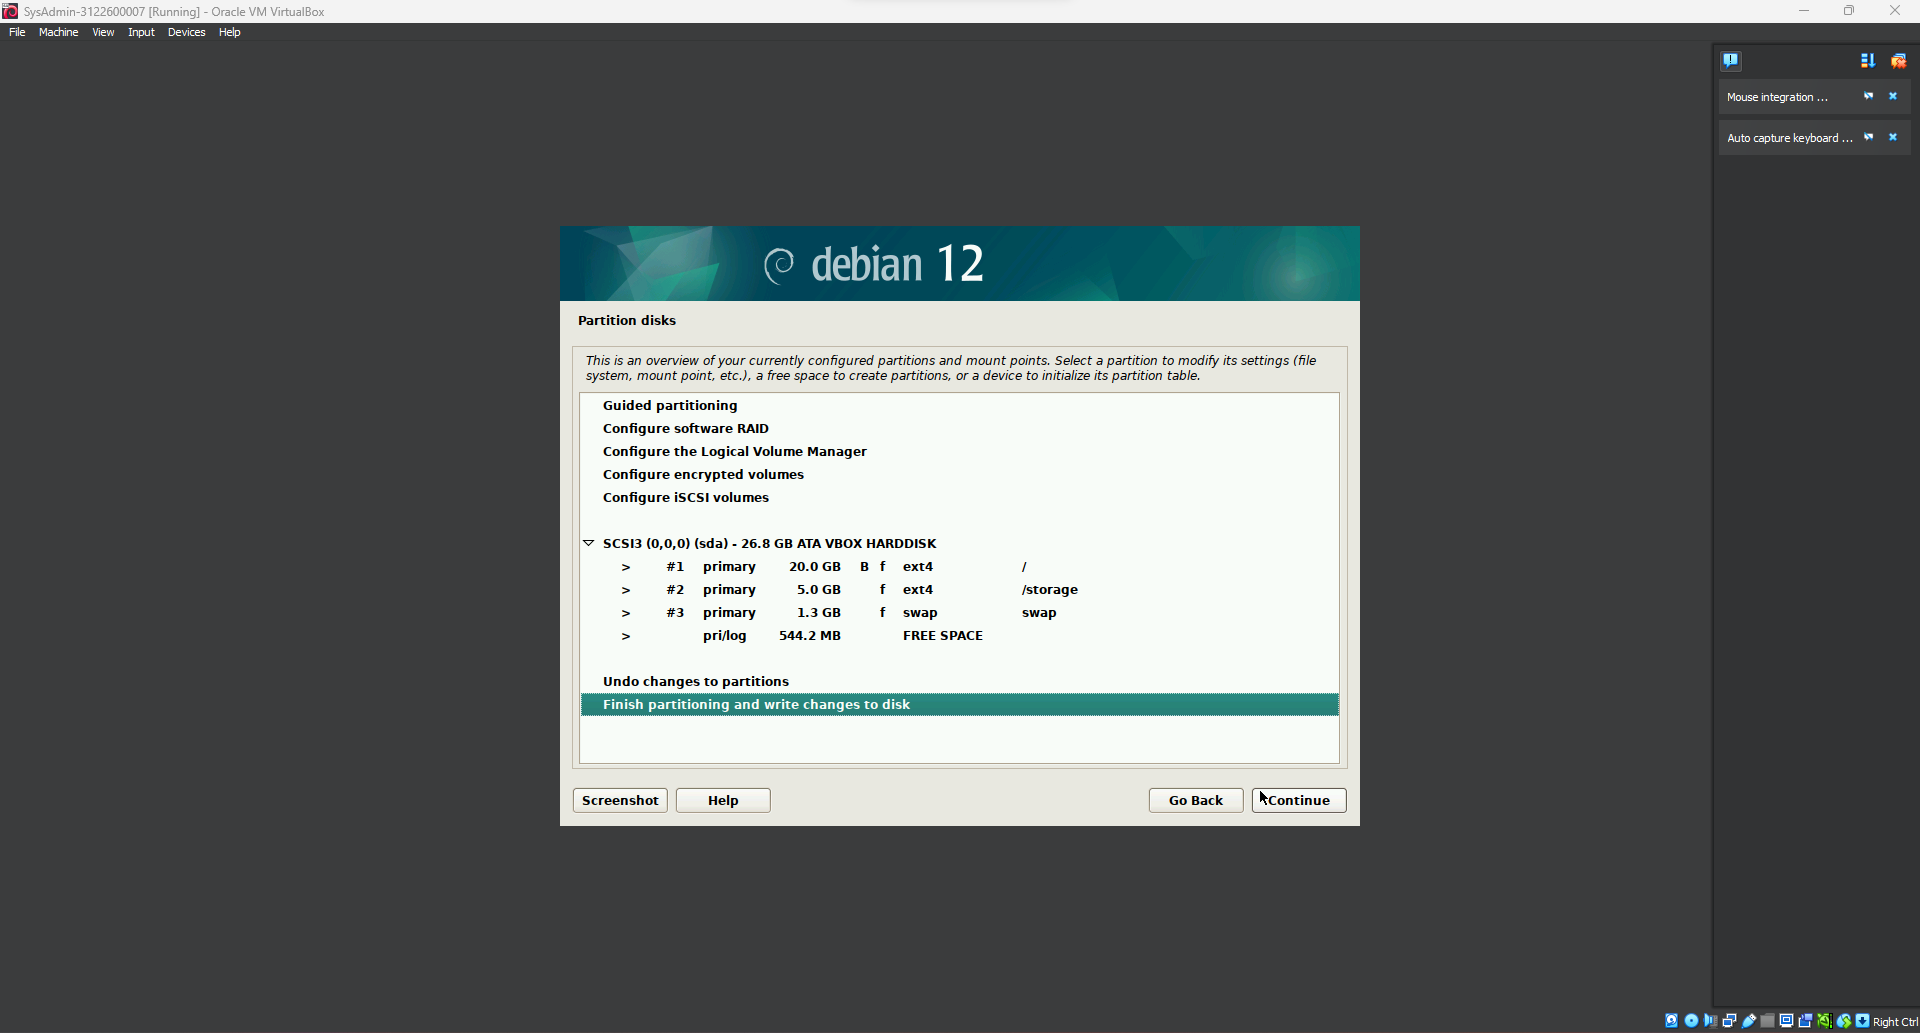 SysAdmin-3122600007 [Running] - Oracle VM VirtualBox
File Machine View Input Devices Help
Mouse integration ...
Auto capture keyboard ...
debian 12
Partition disks
This is an overview of your currently configured partitions and mount points. Select a partition to modify its settings (file
system, mount point, etc.), a free space to create partitions, or a device to initialize its partition table.
Guided partitioning
Configure software RAID
Configure the Logical Volume Manager
Configure encrypted volumes
Configure iSCSI volumes
SCSI3 (0,0,0) (sda) - 26.8 GB ATA VBOX HARDDISK
> #1 primary 20.0 GB B f ext4 /
> #2 primary 5.0 GB f ext4 /storage
> #3 primary 1.3 GB f swap swap
> pri/log 544.2 MB FREE SPACE
Undo changes to partitions
Finish partitioning and write changes to disk
Screenshot Help Go Back Continue
Right Ctrl